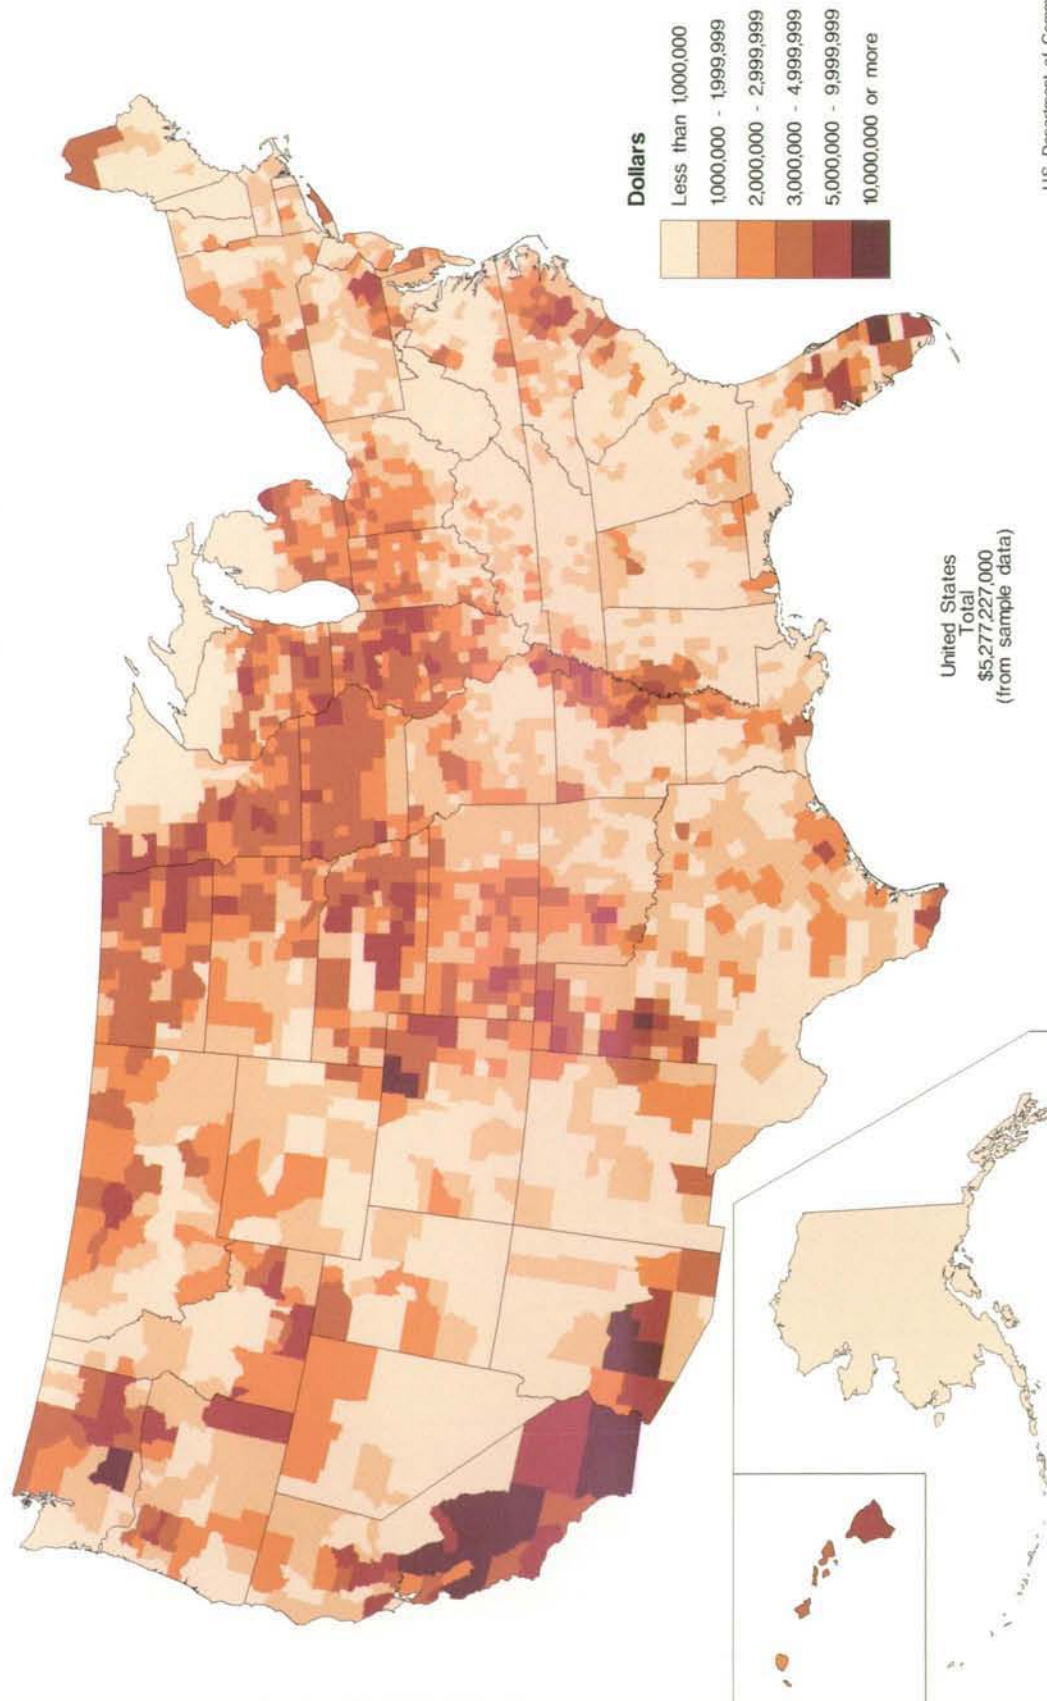 Dollars
Less than 1,000,000
1,000,000 - 1,999,999
2,000,000 - 2,999,999
3,000,000 - 4,999,999
5,000,000 - 9,999,999
10,000,000 or more
United States
Total
$5,277,227,000
(from sample data)
U.S. Department of